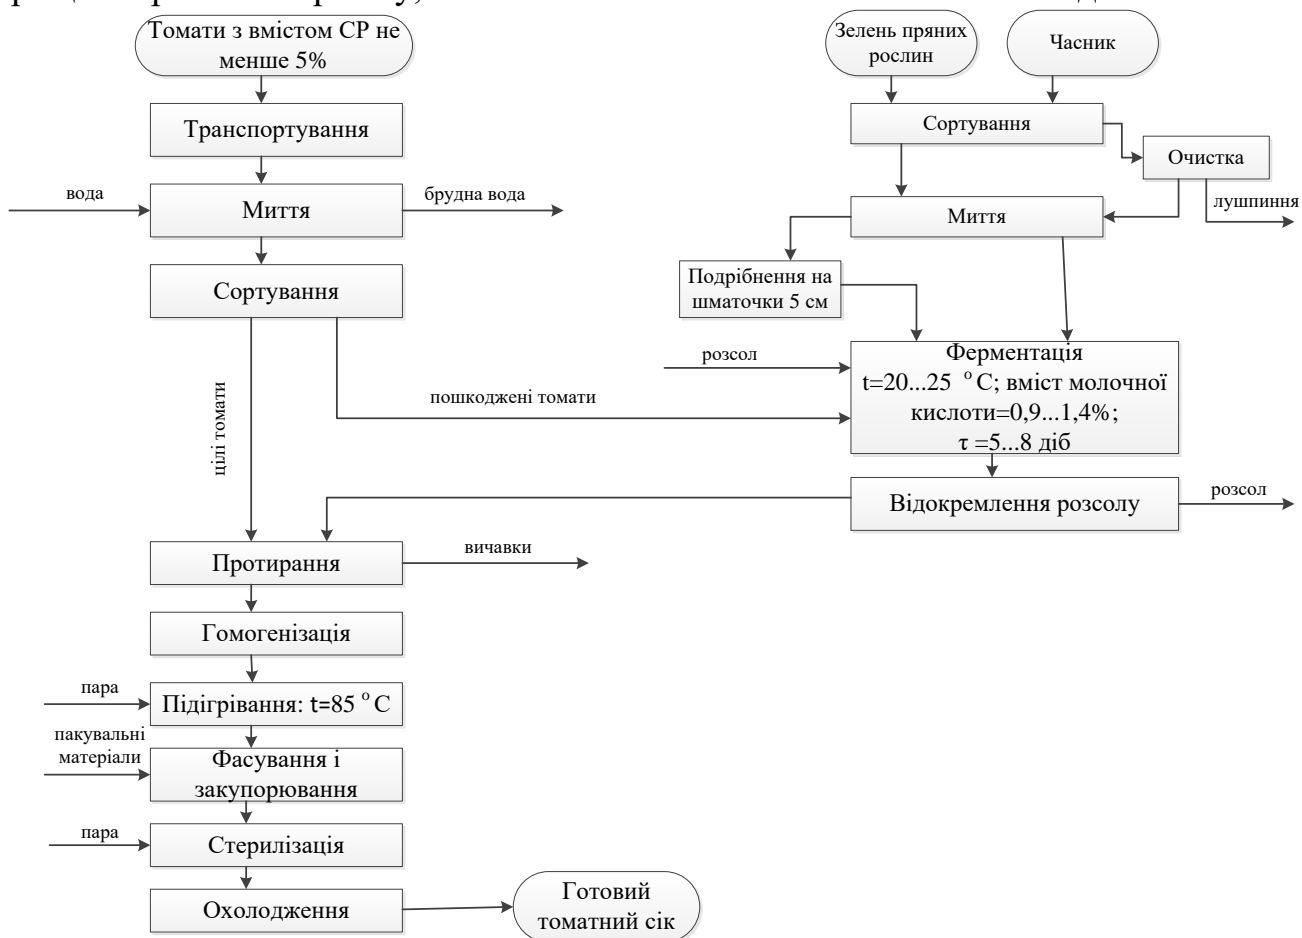 Томати з вмістом СР не
менше 5%
Транспортування
вода
Миття
брудна вода
Сортування
цілі томати
пошкоджені томати
Зелень пряних
рослин
Часник
Сортування
Очистка
лушпиння
Миття
Подрібнення на
шматочки 5 см
розсол
Ферментація
t=20...25 °С; вміст молочної
кислоти=0,9...1,4%;
τ =5...8 діб
Відокремлення розсолу
розсол
Протирання
вичавки
Гомогенізація
пара
Підігрівання: t=85 °С
пакувальні
матеріали
Фасування і
закупорювання
пара
Стерилізація
Охолодження
Готовий
томатний сік